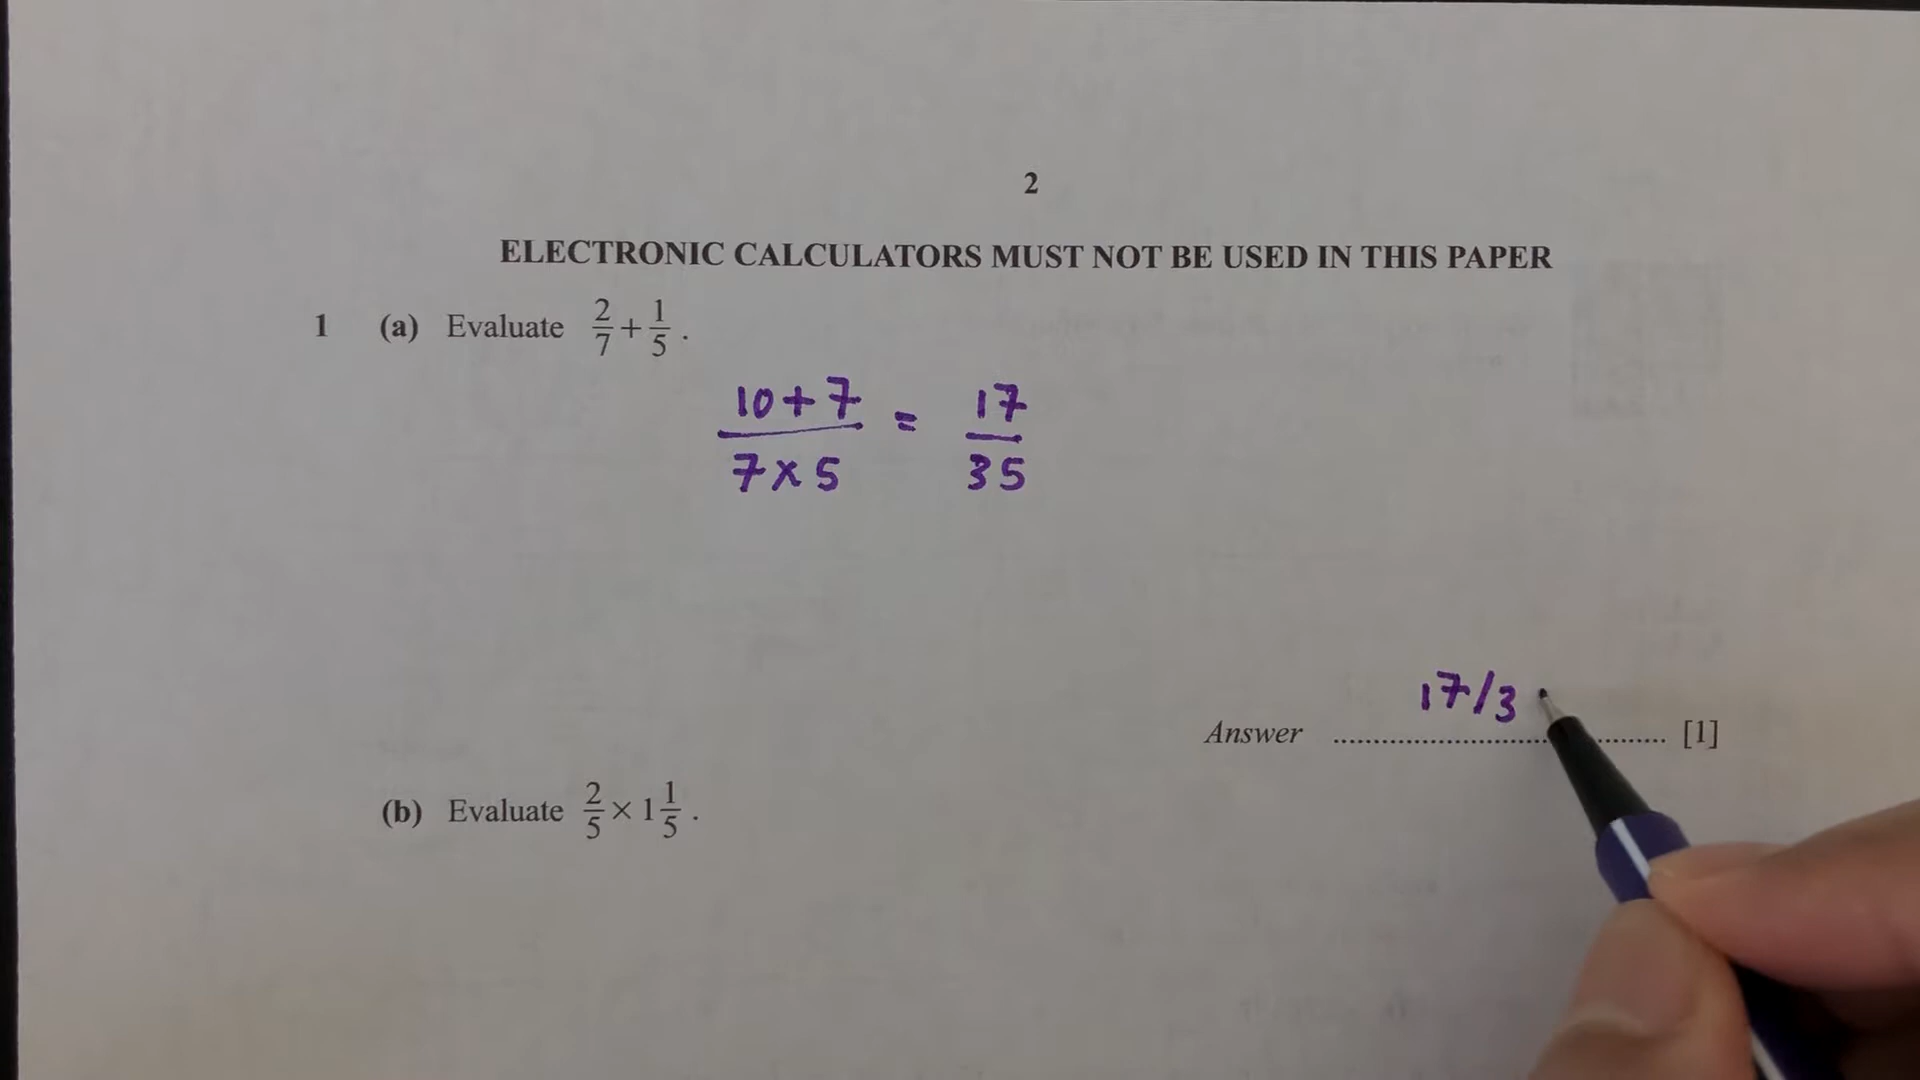 2
ELECTRONIC CALCULATORS MUST NOT BE USED IN THIS PAPER
1 (a) Evaluate 2/7 + 1/5 .
10+7 / 7×5 = 17/35
17/3
Answer .................................. [1]
(b) Evaluate 2/5 × 1 1/5 .